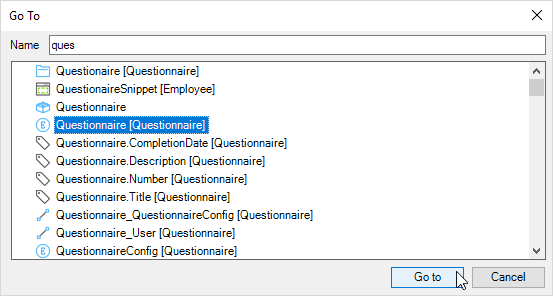 Go To
Name ques
Questionaire [Questionnaire]
QuestionaireSnippet [Employee]
Questionnaire
Questionnaire [Questionnaire]
Questionnaire.CompletionDate [Questionnaire]
Questionnaire.Description [Questionnaire]
Questionnaire.Number [Questionnaire]
Questionnaire.Title [Questionnaire]
Questionnaire_QuestionnaireConfig [Questionnaire]
Questionnaire_User [Questionnaire]
QuestionnaireConfig [Questionnaire]
Go to Cancel